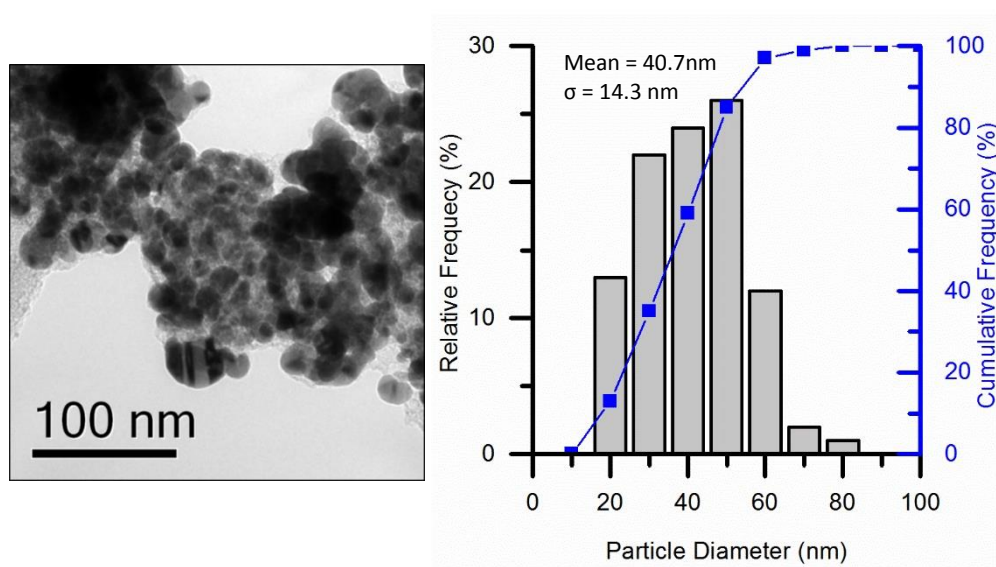 100 nm
Mean = 40.7nm
σ = 14.3 nm
Relative Frequecy (%)
30
20
10
0
100
80
60
40
20
0
Cumulative Frequency (%)
0 20 40 60 80 100
Particle Diameter (nm)